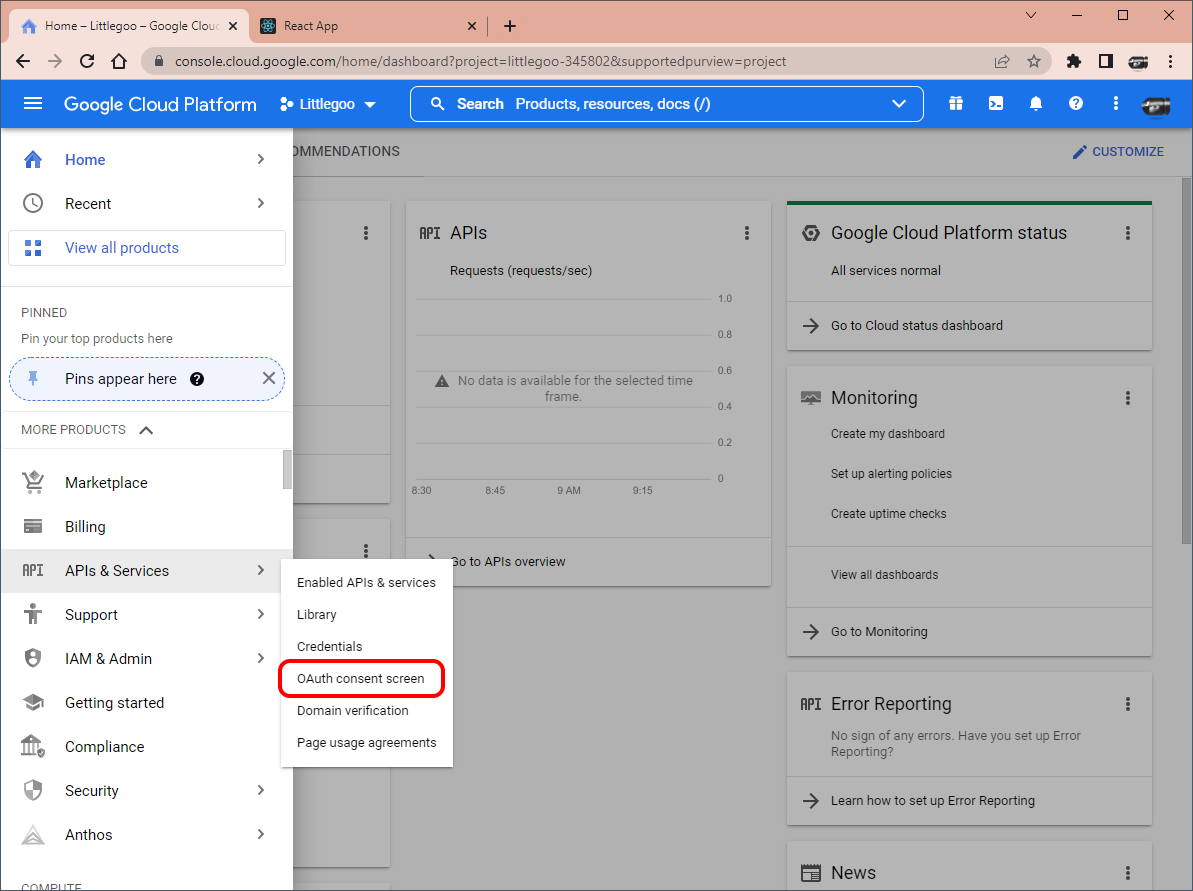 Home – Littlegoo – Google Clou
React App
console.cloud.google.com/home/dashboard?project=littlegoo-345802&supportedpurview=project
Google Cloud Platform
Littlegoo
Search Products, resources, docs (/)
Home
Recent
View all products
PINNED
Pin your top products here
Pins appear here
MORE PRODUCTS
Marketplace
Billing
API APIs & Services
Support
IAM & Admin
Getting started
Compliance
Security
Anthos
COMPUTE
Enabled APIs & services
Library
Credentials
OAuth consent screen
Domain verification
Page usage agreements
OMMENDATIONS
CUSTOMIZE
API APIs
Requests (requests/sec)
1.0
0.8
0.6
0.4
0.2
0
No data is available for the selected time
frame.
8:30 8:45 9 AM 9:15
Go to APIs overview
Google Cloud Platform status
All services normal
Go to Cloud status dashboard
Monitoring
Create my dashboard
Set up alerting policies
Create uptime checks
View all dashboards
Go to Monitoring
API Error Reporting
No sign of any errors. Have you set up Error
Reporting?
Learn how to set up Error Reporting
News